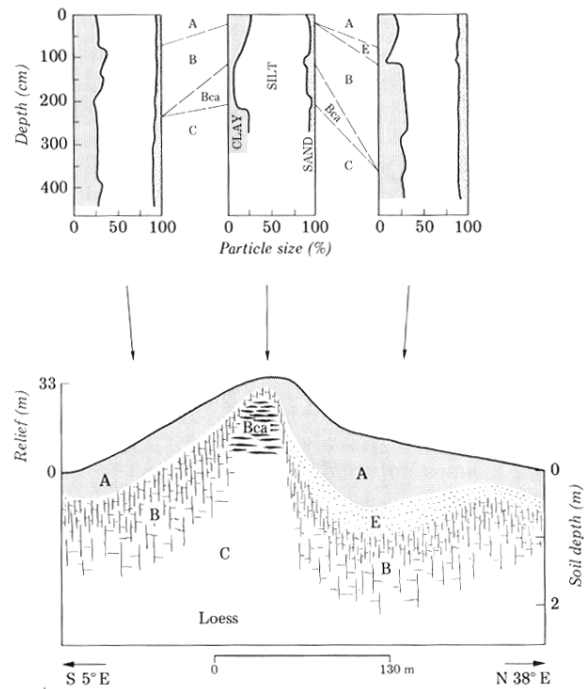 0
100
200
300
400
Depth (cm)
A
B
Bca
C
CLAY
SILT
SAND
A
E
B
Bca
C
0 50 100
0 50 100
0 50 100
Particle size (%)
33
0
Relief (m)
Bca
A
B
C
A
E
B
Loess
0
2
Soil depth (m)
0 130 m
S 5° E
N 38° E